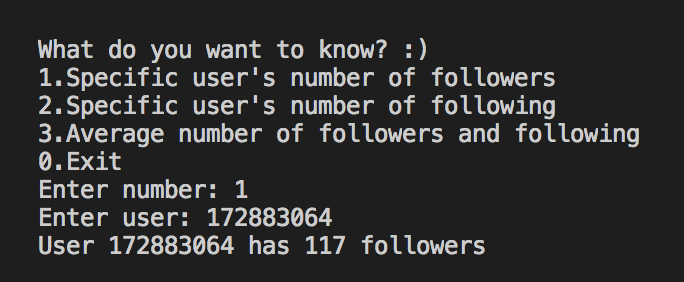 What do you want to know? :)
1.Specific user's number of followers
2.Specific user's number of following
3.Average number of followers and following
0.Exit
Enter number: 1
Enter user: 172883064
User 172883064 has 117 followers